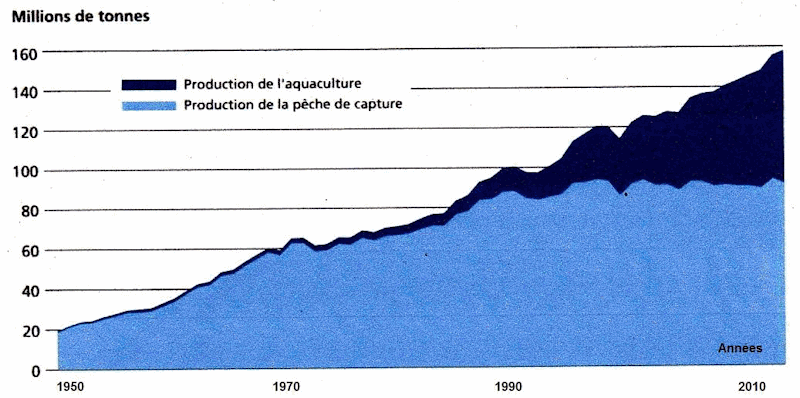 Millions de tonnes
160
140
120
100
80
60
40
20
0
Production de l'aquaculture
Production de la pêche de capture
Années
1950 1970 1990 2010